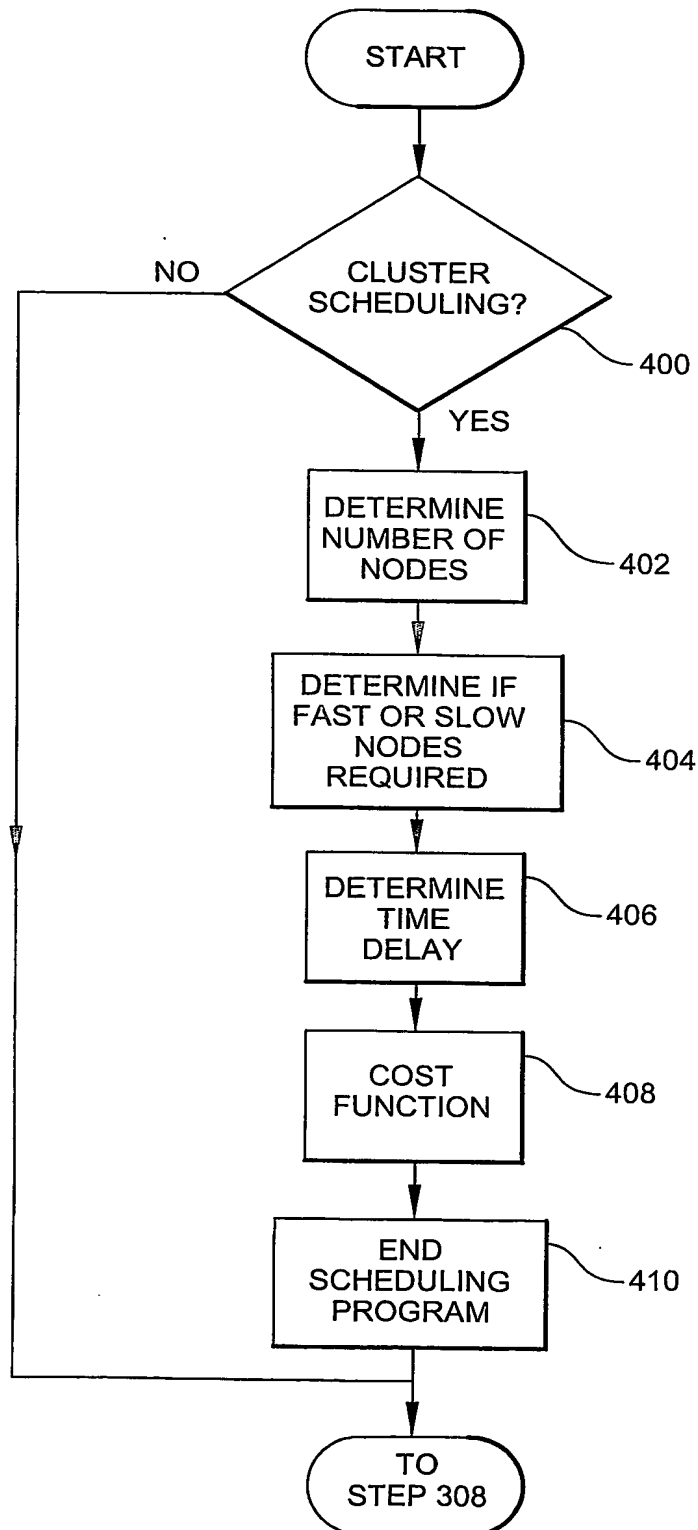 START
NO
CLUSTER
SCHEDULING?
400
YES
DETERMINE
NUMBER OF
NODES
402
DETERMINE IF
FAST OR SLOW
NODES
REQUIRED
404
DETERMINE
TIME
DELAY
406
COST
FUNCTION
408
END
SCHEDULING
PROGRAM
410
TO
STEP 308